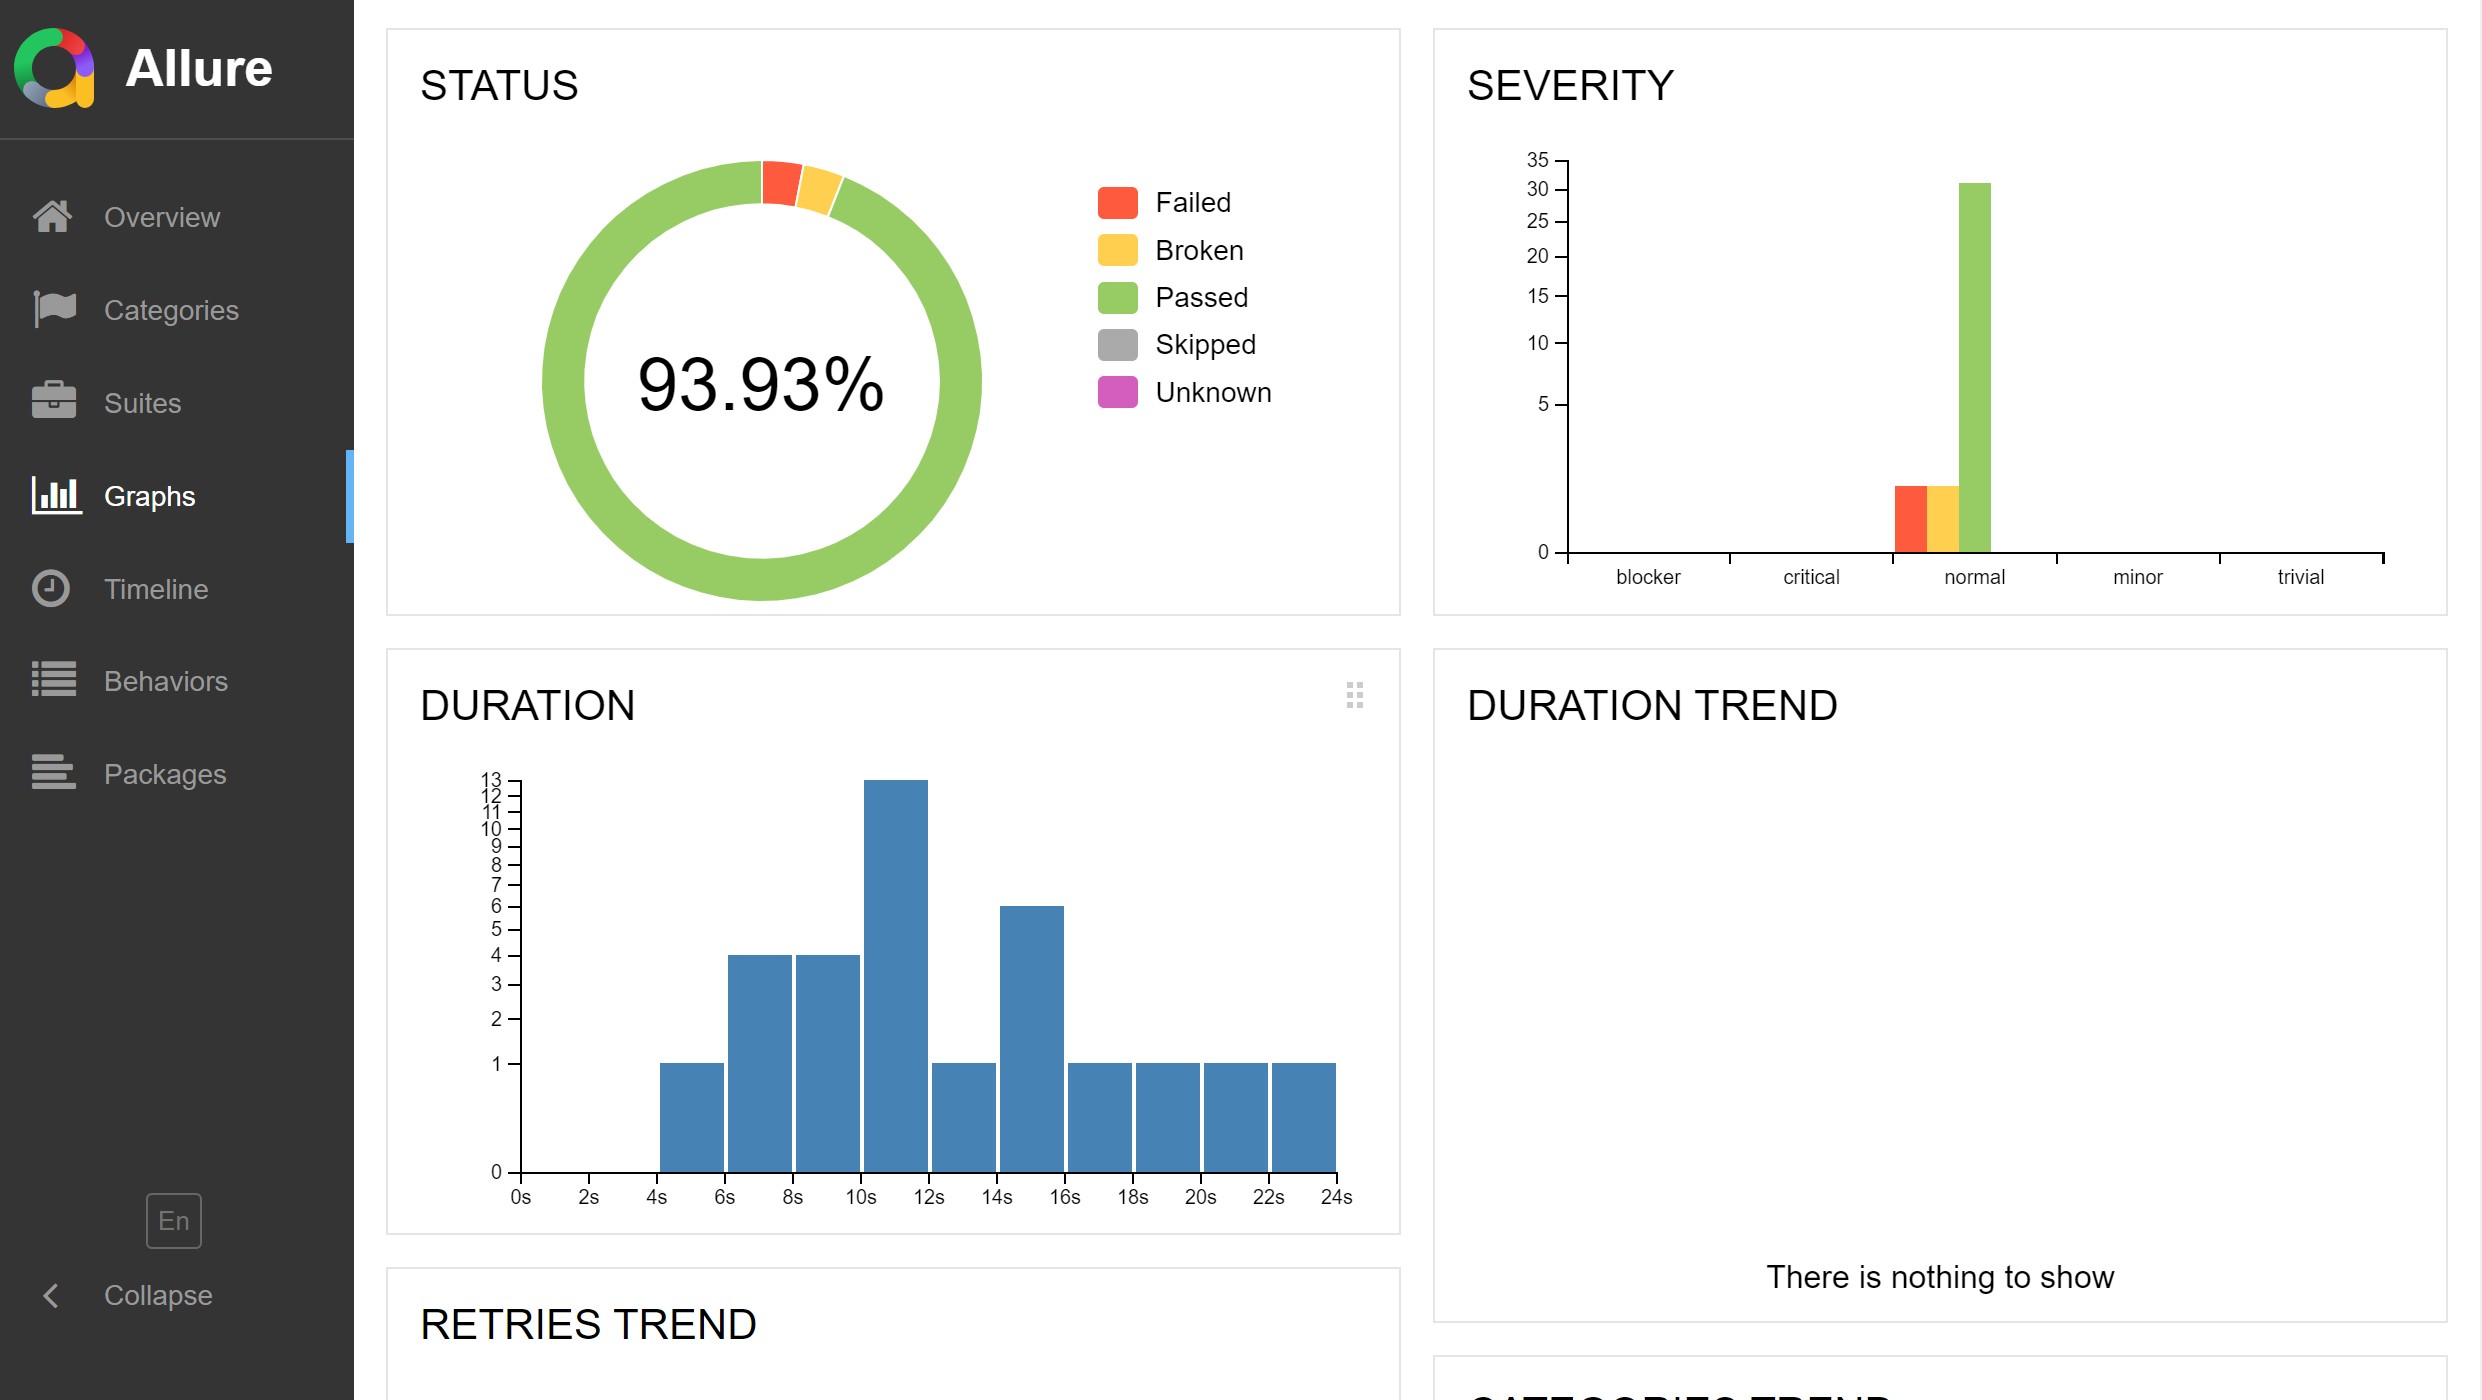 Allure
Overview
Categories
Suites
Graphs
Timeline
Behaviors
Packages
En
Collapse
STATUS
93.93%
Failed
Broken
Passed
Skipped
Unknown
SEVERITY
35
30
25
20
15
10
5
0
blocker critical normal minor trivial
DURATION
13
12
11
10
9
8
7
6
5
4
3
2
1
0
0s 2s 4s 6s 8s 10s 12s 14s 16s 18s 20s 22s 24s
DURATION TREND
There is nothing to show
RETRIES TREND
CATEGORIES TREND